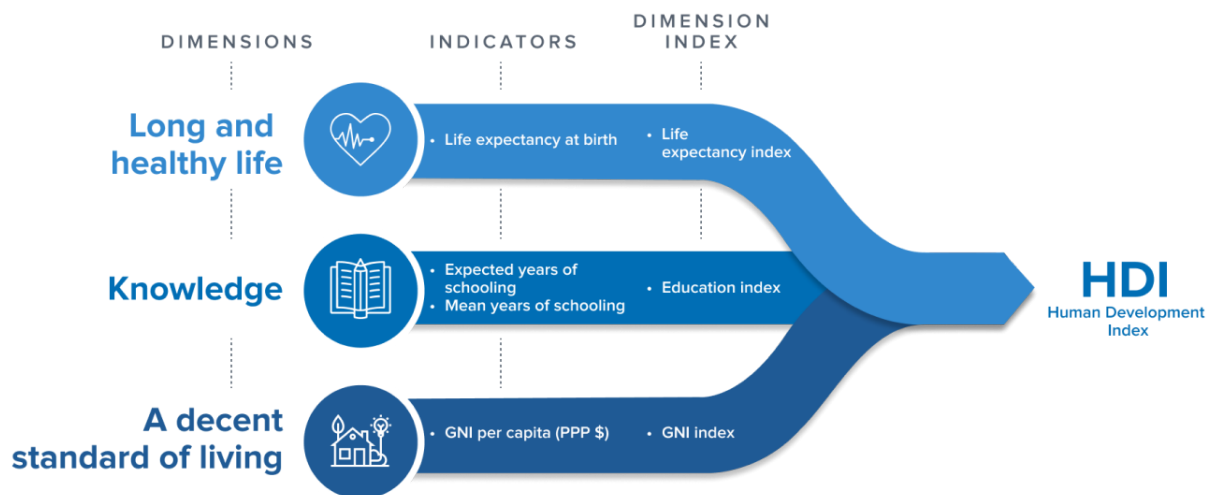 DIMENSIONS
INDICATORS
DIMENSION
INDEX
Long and
healthy life
• Life expectancy at birth
• Life
expectancy index
Knowledge
• Expected years of
schooling
• Mean years of schooling
• Education index
HDI
Human Development
Index
A decent
standard of living
• GNI per capita (PPP $)
• GNI index